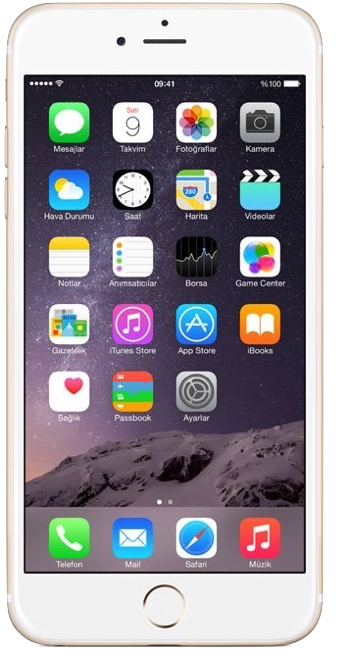 09:41
%100
Salı
9
Mesajlar
Takvim
Fotoğraflar
Kamera
280
Hava Durumu
Saat
Harita
Videolar
Notlar
Anımsatıcılar
Borsa
Game Center
Gazetelik
iTunes Store
App Store
iBooks
Sağlık
Passbook
Ayarlar
Telefon
Mail
Safari
Müzik